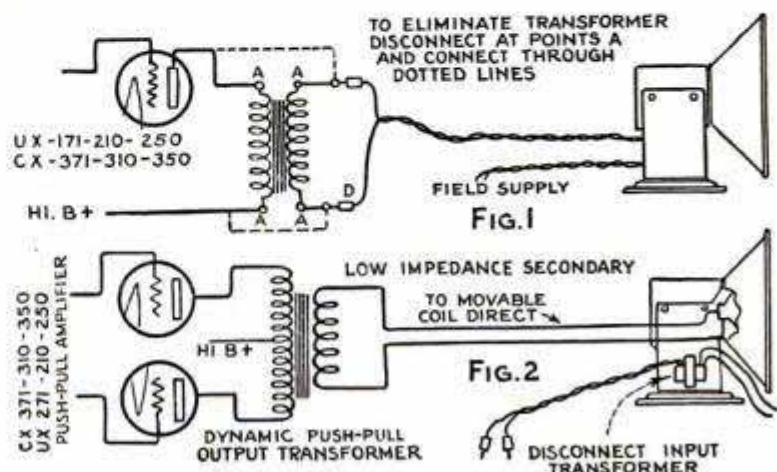 TO ELIMINATE TRANSFORMER
DISCONNECT AT POINTS A
AND CONNECT THROUGH
DOTTED LINES
A A
UX-171-210-250
CX-371-310-350
D
FIELD SUPPLY
HI. B+
A A
FIG.1
CX 371-310-350
UX 271-210-250
PUSH-PULL AMPLIFIER
LOW IMPEDANCE SECONDARY
TO MOVABLE
COIL DIRECT
HI B+
FIG.2
DYNAMIC PUSH-PULL
OUTPUT TRANSFORMER
DISCONNECT INPUT
TRANSFORMER